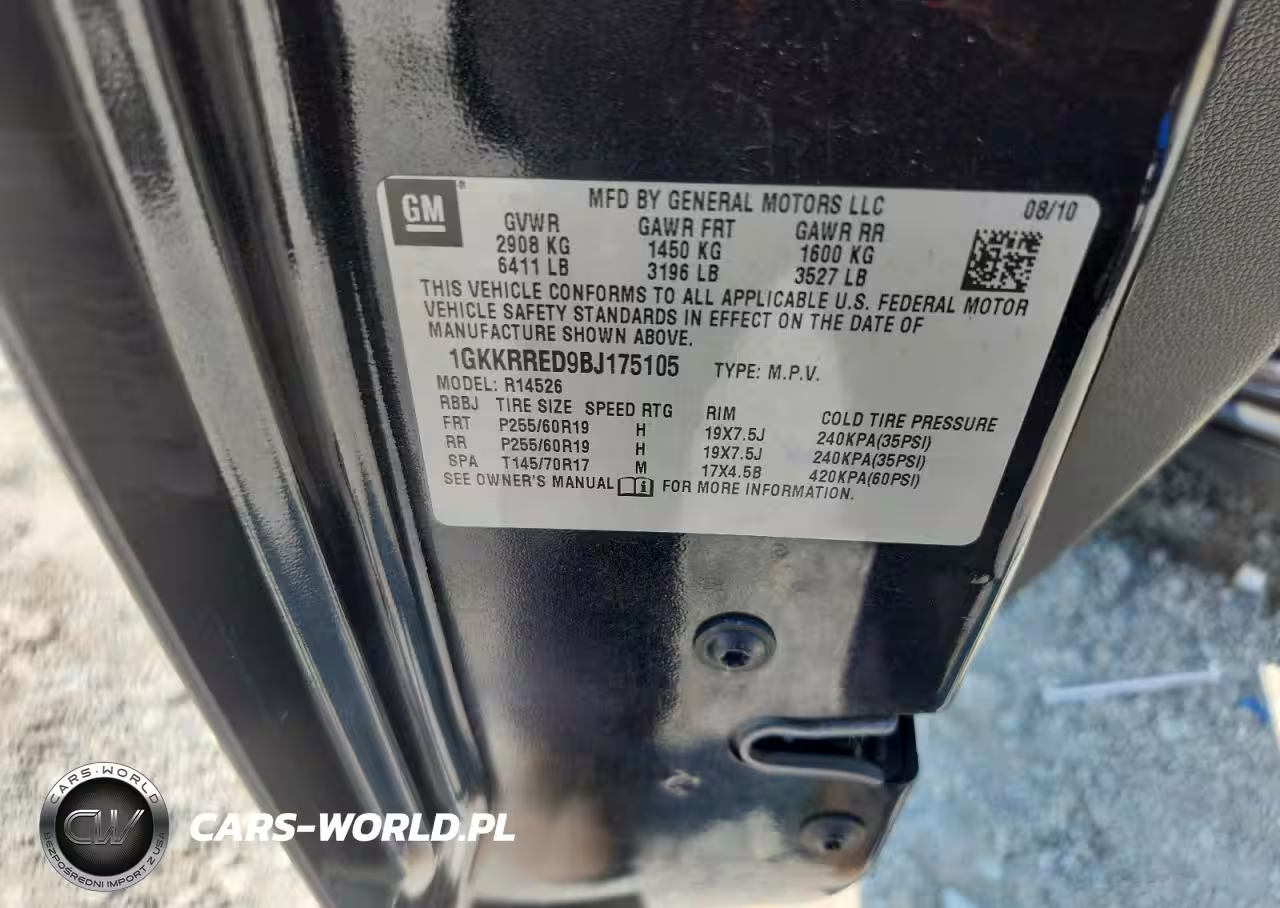 GM
MFD BY GENERAL MOTORS LLC 08/10
GVWR GAWR FRT GAWR RR
2908 KG 1450 KG 1600 KG
6411 LB 3196 LB 3527 LB
THIS VEHICLE CONFORMS TO ALL APPLICABLE U.S. FEDERAL MOTOR
VEHICLE SAFETY STANDARDS IN EFFECT ON THE DATE OF
MANUFACTURE SHOWN ABOVE.
1GKKRRED9BJ175105 TYPE: M.P.V.
MODEL: R14526
RBBJ TIRE SIZE SPEED RTG RIM COLD TIRE PRESSURE
FRT P255/60R19 H 19X7.5J 240KPA(35PSI)
RR P255/60R19 H 19X7.5J 240KPA(35PSI)
SPA T145/70R17 M 17X4.5B 420KPA(60PSI)
SEE OWNER'S MANUAL FOR MORE INFORMATION.
CARS-WORLD
CW
BEZPOŚREDNI IMPORT Z USA
CARS-WORLD.PL